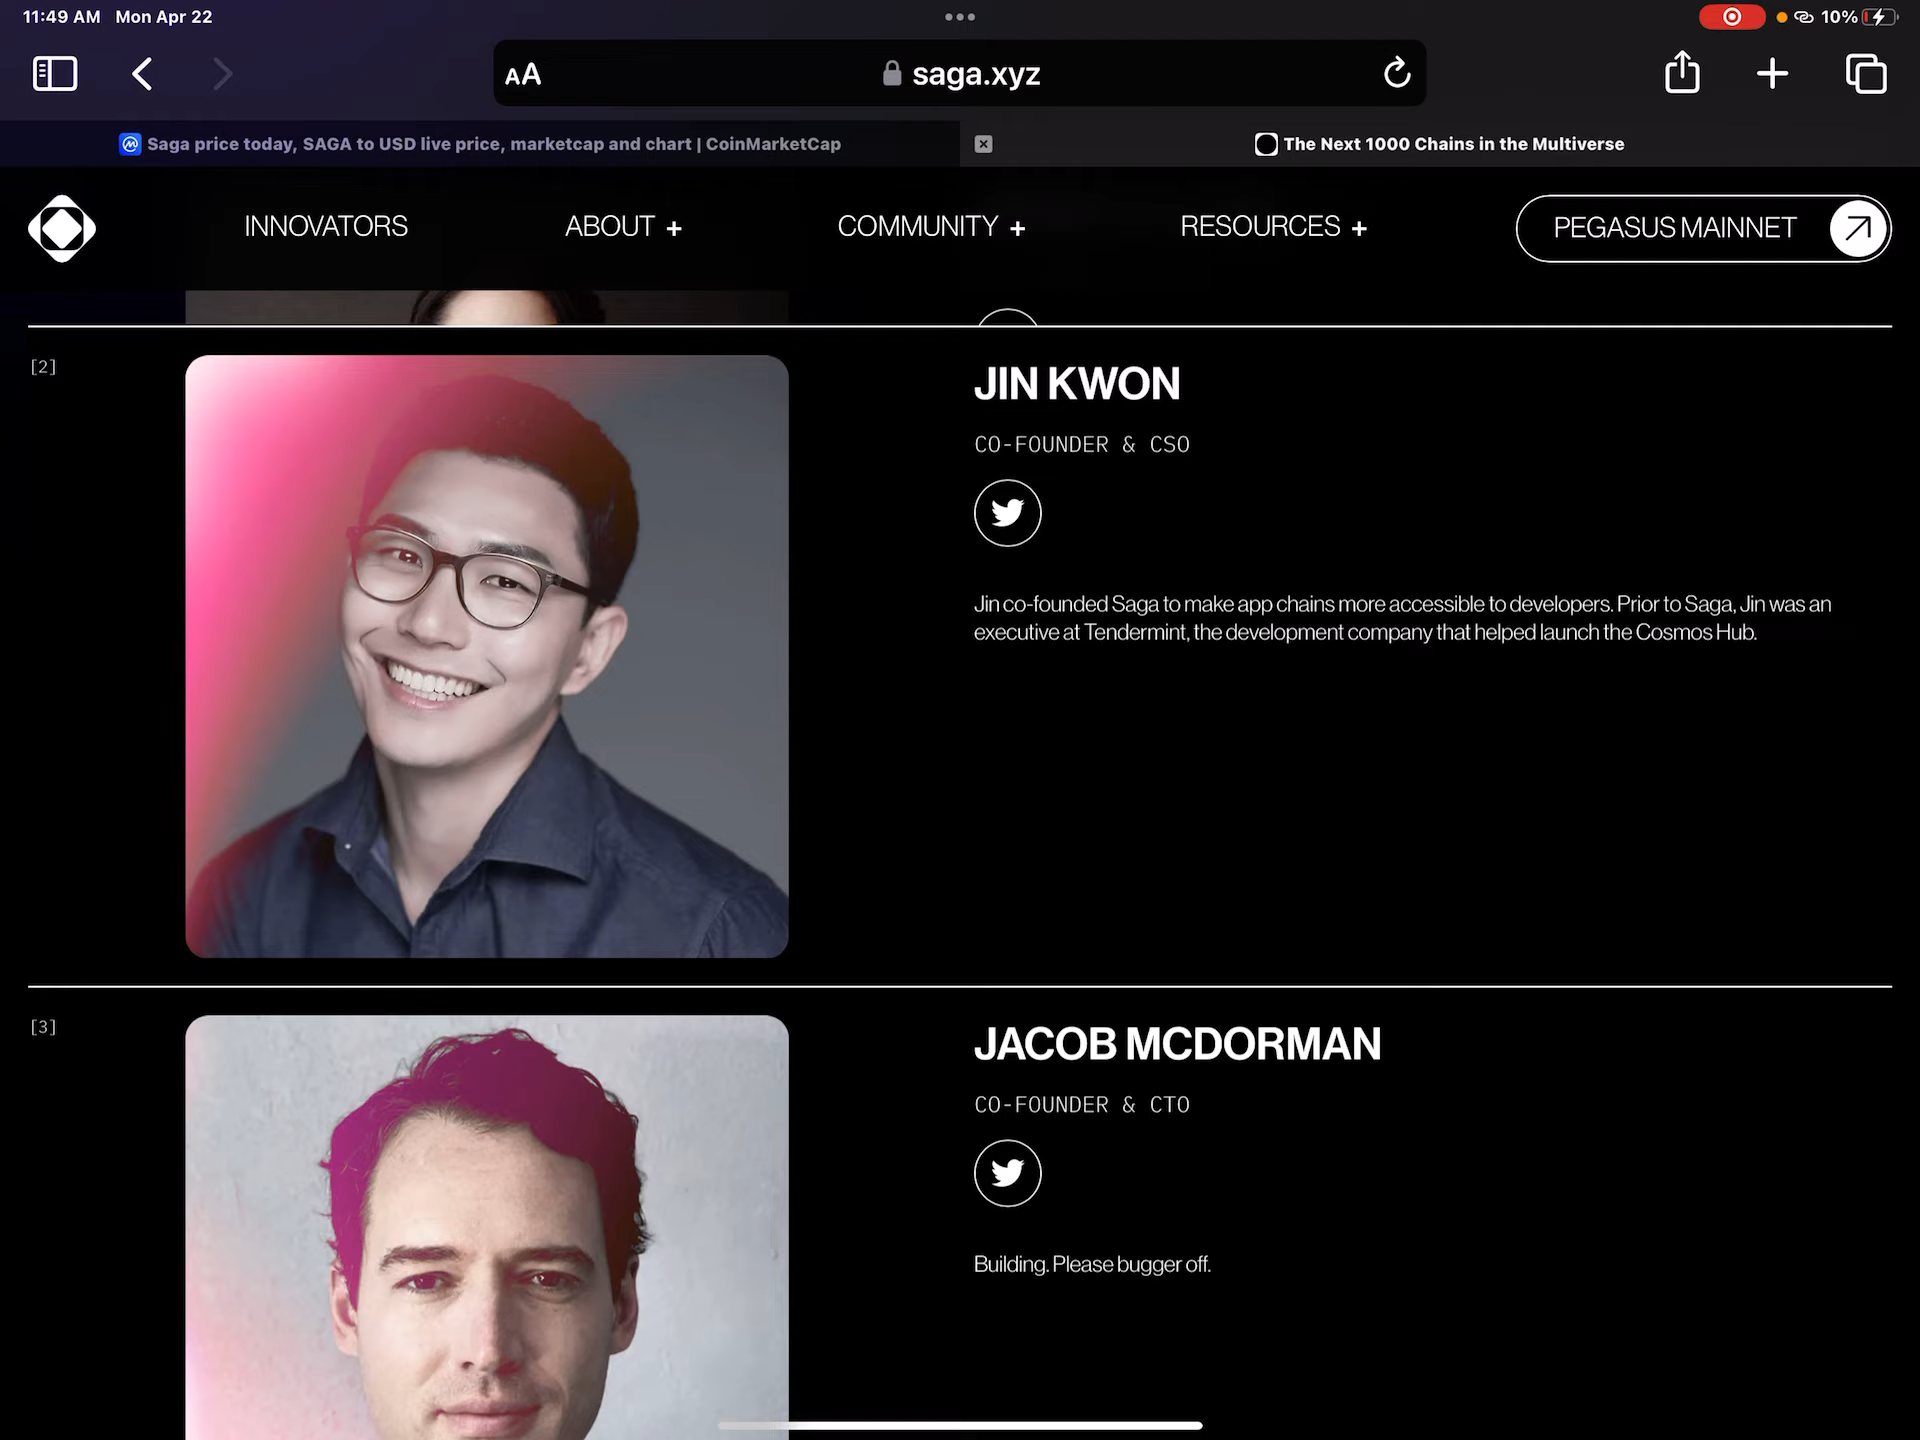 11:49 AM Mon Apr 22
10%
AA
saga.xyz
Saga price today, SAGA to USD live price, marketcap and chart | CoinMarketCap
The Next 1000 Chains in the Multiverse
INNOVATORS
ABOUT +
COMMUNITY +
RESOURCES +
PEGASUS MAINNET
[2]
JIN KWON
CO-FOUNDER & CSO
Jin co-founded Saga to make app chains more accessible to developers. Prior to Saga, Jin was an
executive at Tendermint, the development company that helped launch the Cosmos Hub.
[3]
JACOB MCDORMAN
CO-FOUNDER & CTO
Building. Please bugger off.